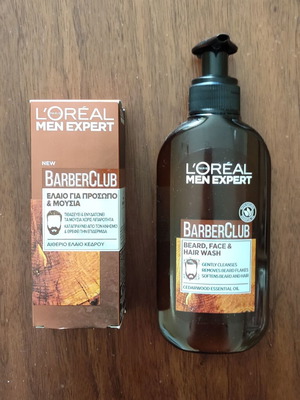 L'ORÉAL
MEN EXPERT
NEW
BARBERCLUB
ΕΛΑΙΟ ΓΙΑ ΠΡΟΣΩΠΟ
& ΜΟΥΣΙΑ
ΑΙΘΕΡΙΟ ΕΛΑΙΟ ΚΕΔΡΟΥ
L'ORÉAL
MEN EXPERT
BARBERCLUB
BEARD, FACE &
HAIR WASH
GENTLY CLEANSES
REMOVES BEARD FLAKES
SOFTENS BEARD AND HAIR
CEDARWOOD ESSENTIAL OIL